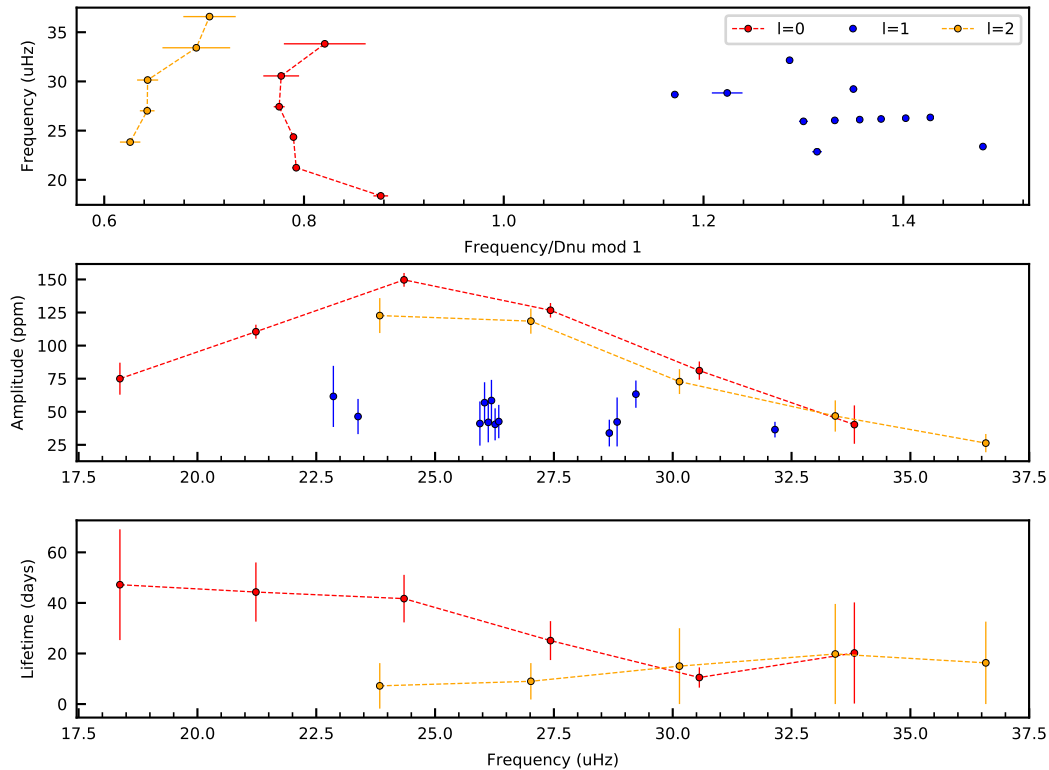 l=0 l=1 l=2
35
30
25
20
Frequency (uHz)
0.6 0.8 1.0 1.2 1.4
Frequency/Dnu mod 1
150
125
100
75
50
25
Amplitude (ppm)
17.5 20.0 22.5 25.0 27.5 30.0 32.5 35.0 37.5
60
40
20
0
Lifetime (days)
17.5 20.0 22.5 25.0 27.5 30.0 32.5 35.0 37.5
Frequency (uHz)